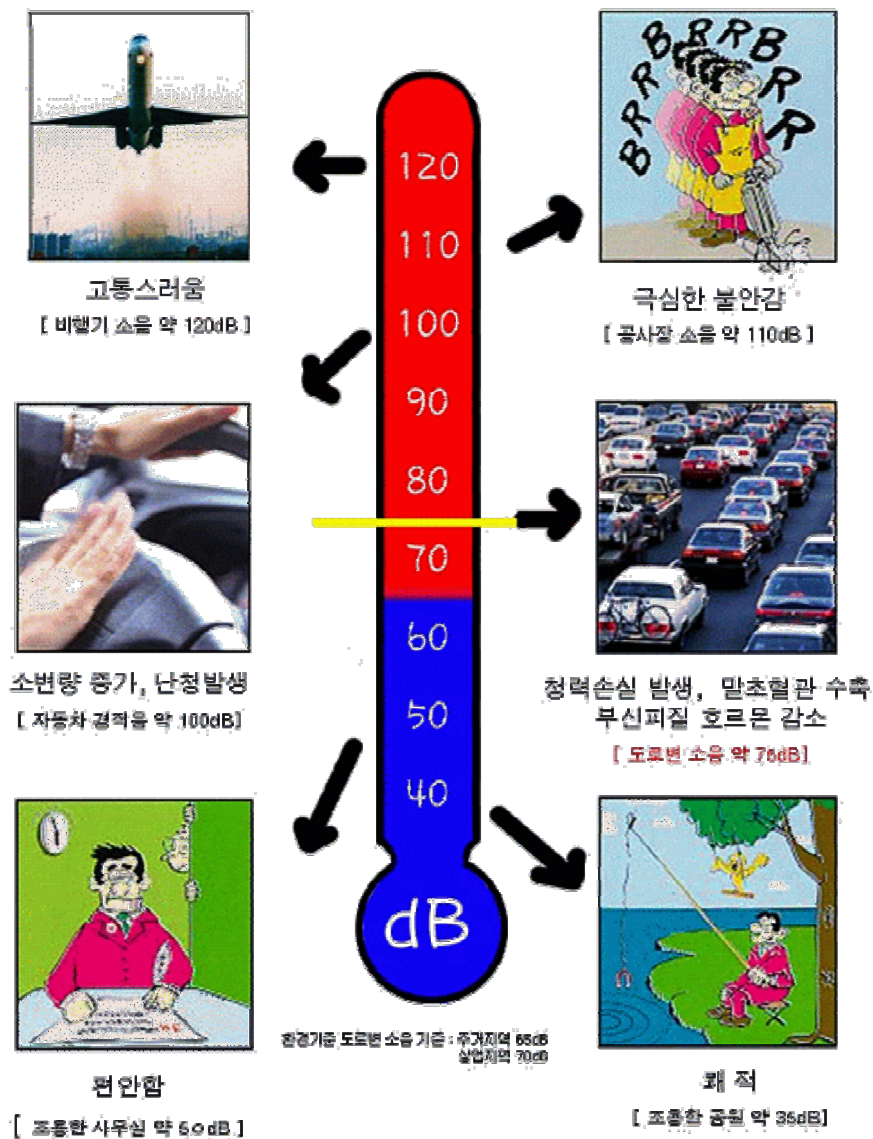 BRRBRRBRR
120
110
100
90
80
70
60
50
40
dB
고통스러움
[ 비행기 소음 약 120dB ]
극심한 불안감
[ 공사장 소음 약 110dB ]
소변량 증가, 난청발생
[ 자동차 경적음 약 100dB]
청력손실 발생, 말초혈관 수축
부신피질 호르몬 감소
[ 도로변 소음 약 75dB]
편안함
[ 조용한 사무실 약 50dB ]
쾌 적
[ 조용한 공원 약 35dB]
환경기준 도로변 소음 기준 : 주거지역 65dB
상업지역 70dB